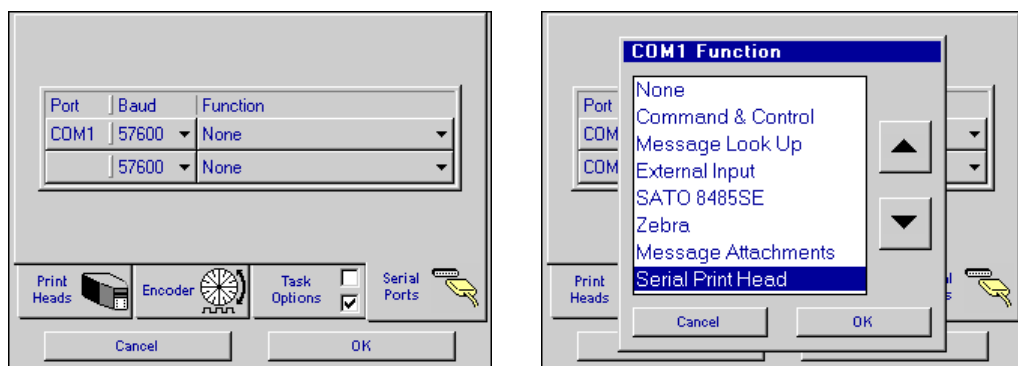 Port Baud Function
COM1 57600 None
57600 None
Print Heads
Encoder
Task Options
Serial Ports
Cancel OK
COM1 Function
None
Command & Control
Message Look Up
External Input
SATO 8485SE
Zebra
Message Attachments
Serial Print Head
Cancel OK
Port
COM
COM
Print Heads